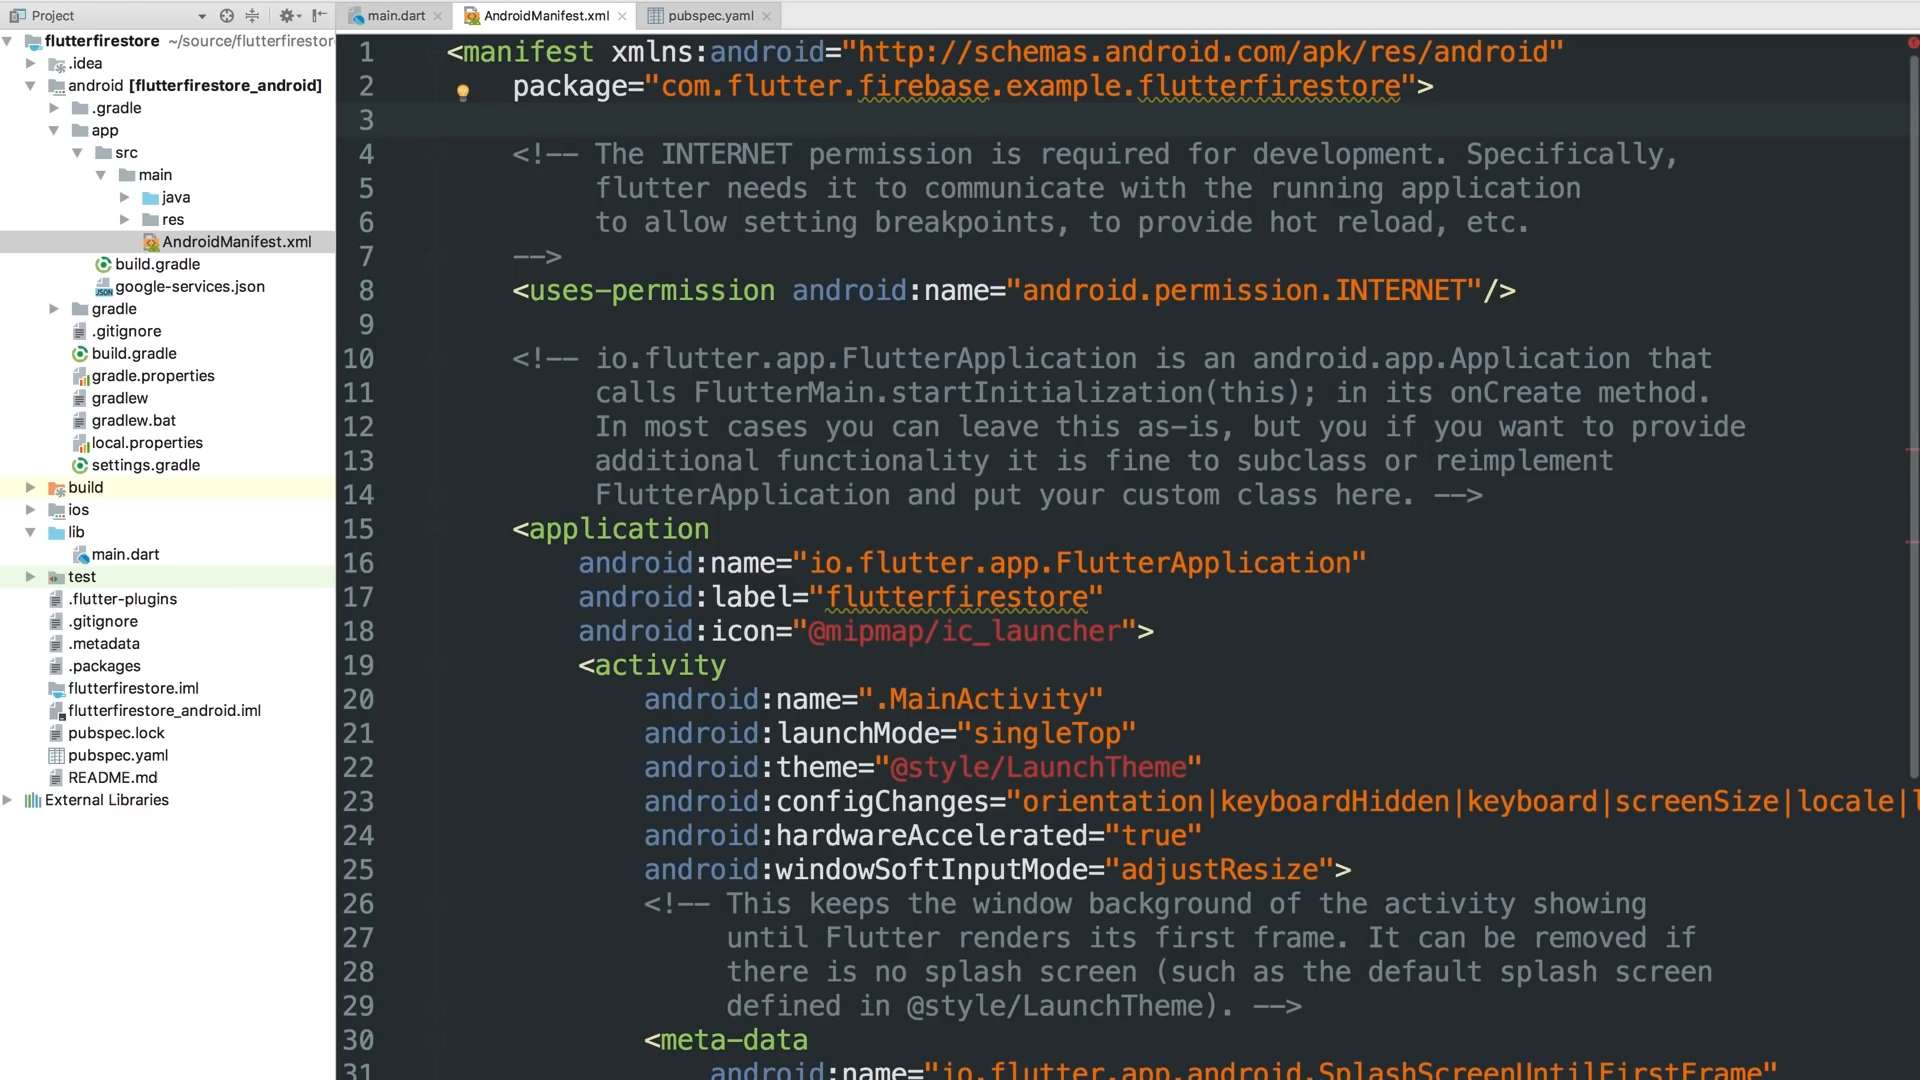 Project
flutterfirestore ~/source/flutterfirestor
.idea
android [flutterfirestore_android]
.gradle
app
src
main
java
res
AndroidManifest.xml
build.gradle
google-services.json
gradle
.gitignore
build.gradle
gradle.properties
gradlew
gradlew.bat
local.properties
settings.gradle
build
ios
lib
main.dart
test
.flutter-plugins
.gitignore
.metadata
.packages
flutterfirestore.iml
flutterfirestore_android.iml
pubspec.lock
pubspec.yaml
README.md
External Libraries
main.dart AndroidManifest.xml pubspec.yaml
1 <manifest xmlns:android="http://schemas.android.com/apk/res/android"
2 package="com.flutter.firebase.example.flutterfirestore">
3
4 <!-- The INTERNET permission is required for development. Specifically,
5 flutter needs it to communicate with the running application
6 to allow setting breakpoints, to provide hot reload, etc.
7 -->
8 <uses-permission android:name="android.permission.INTERNET"/>
9
10 <!-- io.flutter.app.FlutterApplication is an android.app.Application that
11 calls FlutterMain.startInitialization(this); in its onCreate method.
12 In most cases you can leave this as-is, but you if you want to provide
13 additional functionality it is fine to subclass or reimplement
14 FlutterApplication and put your custom class here. -->
15 <application
16 android:name="io.flutter.app.FlutterApplication"
17 android:label="flutterfirestore"
18 android:icon="@mipmap/ic_launcher">
19 <activity
20 android:name=".MainActivity"
21 android:launchMode="singleTop"
22 android:theme="@style/LaunchTheme"
23 android:configChanges="orientation|keyboardHidden|keyboard|screenSize|locale|l
24 android:hardwareAccelerated="true"
25 android:windowSoftInputMode="adjustResize">
26 <!-- This keeps the window background of the activity showing
27 until Flutter renders its first frame. It can be removed if
28 there is no splash screen (such as the default splash screen
29 defined in @style/LaunchTheme). -->
30 <meta-data
31 android:name="io.flutter.app.android.SplashScreenUntilFirstFrame"